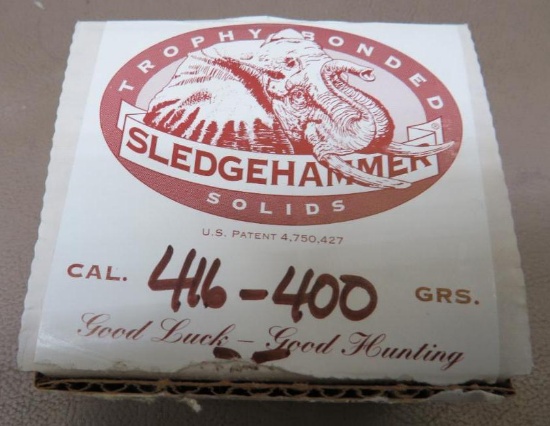 TROPHY BONDED
SLEDGEHAMMER®
SOLIDS
U.S. PATENT 4,750,427
CAL. 416-400 GRS.
Good Luck – Good Hunting